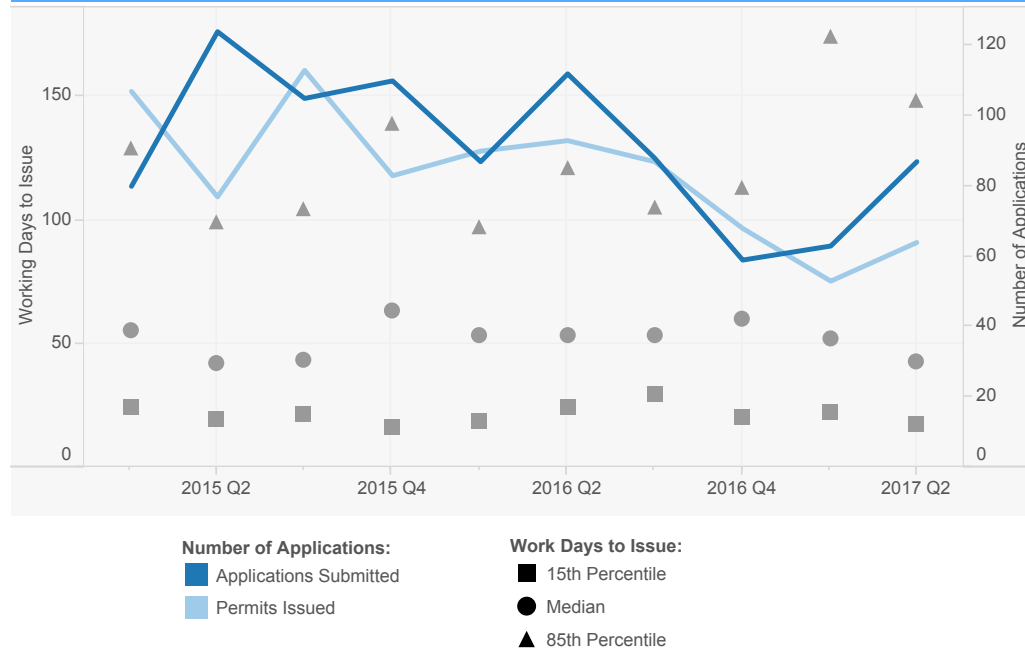 120
150
100
80
100
60
40
50
20
0
0
Working Days to Issue
Number of Applications
2015 Q2
2015 Q4
2016 Q2
2016 Q4
2017 Q2
Number of Applications:
Applications Submitted
Permits Issued
Work Days to Issue:
15th Percentile
Median
85th Percentile